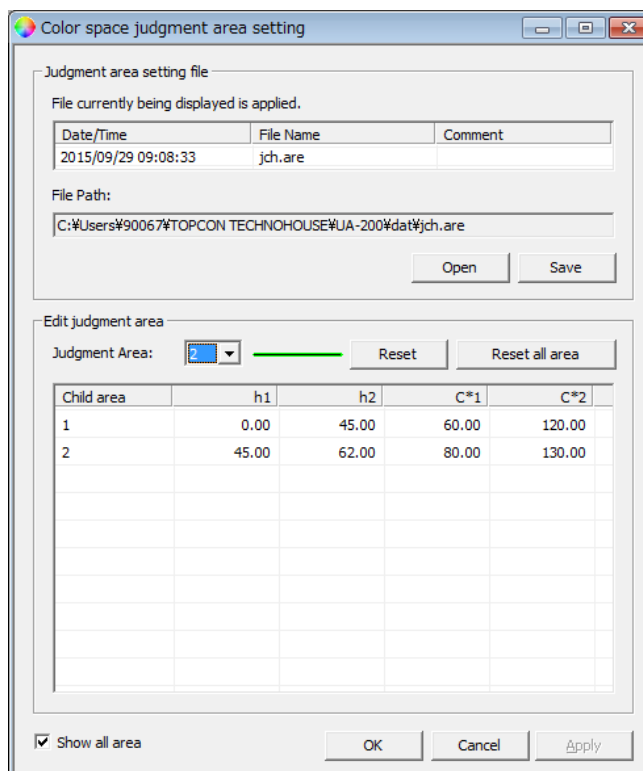 Color space judgment area setting
Judgment area setting file
File currently being displayed is applied.
Date/Time File Name Comment
2015/09/29 09:08:33 jch.are
File Path:
C:¥Users¥90067¥TOPCON TECHNOHOUSE¥UA-200¥dat¥jch.are
Open Save
Edit judgment area
Judgment Area: 2 Reset Reset all area
Child area h1 h2 C*1 C*2
1 0.00 45.00 60.00 120.00
2 45.00 62.00 80.00 130.00
Show all area OK Cancel Apply